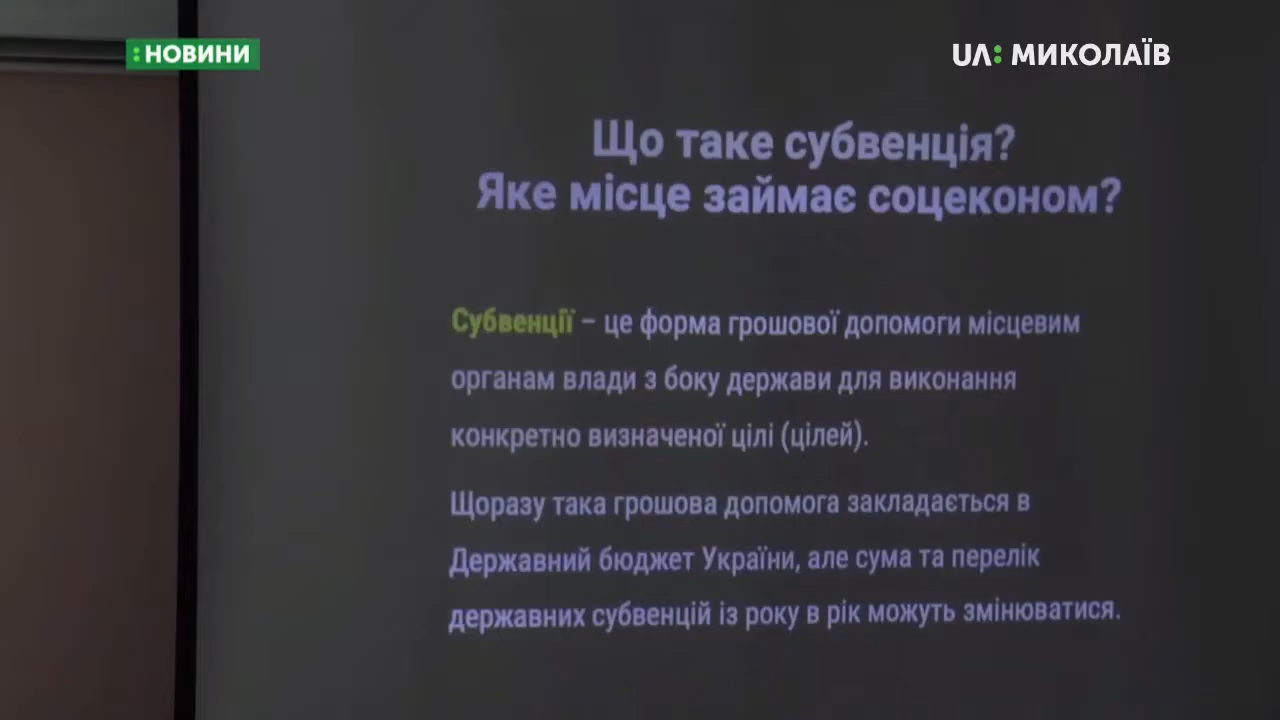 :НОВИНИ
UA: МИКОЛАЇВ
Що таке субвенція?
Яке місце займає соцеконом?
Субвенції – це форма грошової допомоги місцевим
органам влади з боку держави для виконання
конкретно визначеної цілі (цілей).
Щоразу така грошова допомога закладається в
Державний бюджет України, але сума та перелік
державних субвенцій із року в рік можуть змінюватися.